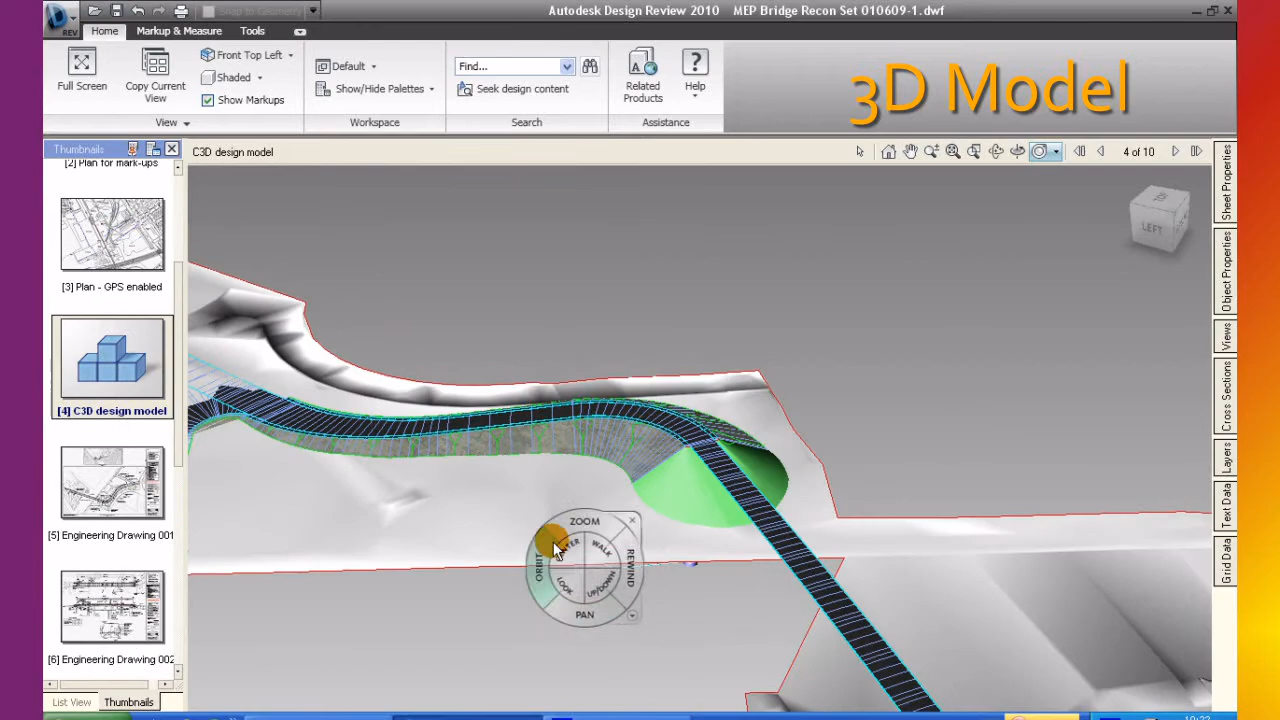 Snap to Geometry
Autodesk Design Review 2010 MEP Bridge Recon Set 010609-1.dwf
REV
Home Markup & Measure Tools
Full Screen
Copy Current View
Front Top Left
Shaded
Show Markups
View
Default
Show/Hide Palettes
Workspace
Find...
Seek design content
Search
Related Products
Help
Assistance
3D Model
Thumbnails
C3D design model
4 of 10
[2] Plan for mark-ups
[3] Plan - GPS enabled
[4] C3D design model
[5] Engineering Drawing 001
[6] Engineering Drawing 002
List View Thumbnails
TOP
LEFT
ZOOM
WALK
REWIND
ORBIT
LOOK
UP/DOWN
PAN
Sheet Properties
Object Properties
Views
Cross Sections
Layers
Text Data
Grid Data